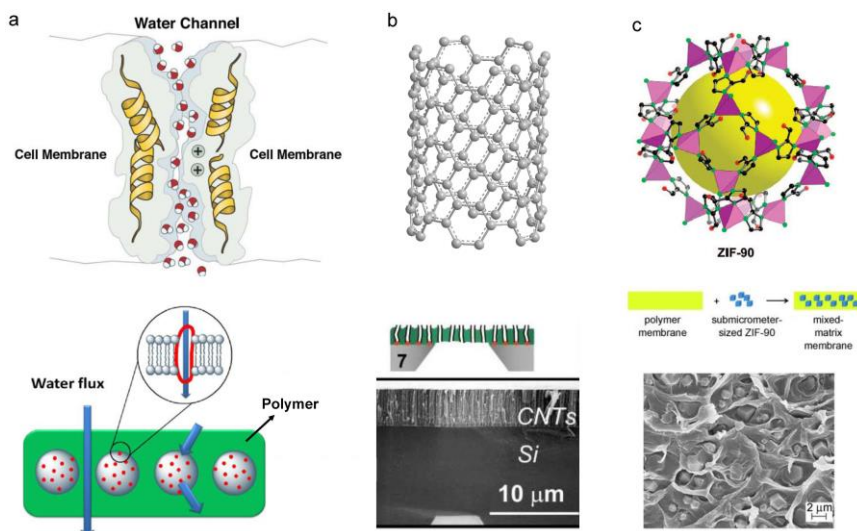 a
Water Channel
Cell Membrane
Cell Membrane
+
+
Water flux
Polymer
b
7
CNTs
Si
10 μm
c
ZIF-90
polymer
membrane
+
submicrometer-
sized ZIF-90
mixed-
matrix
membrane
2 μm